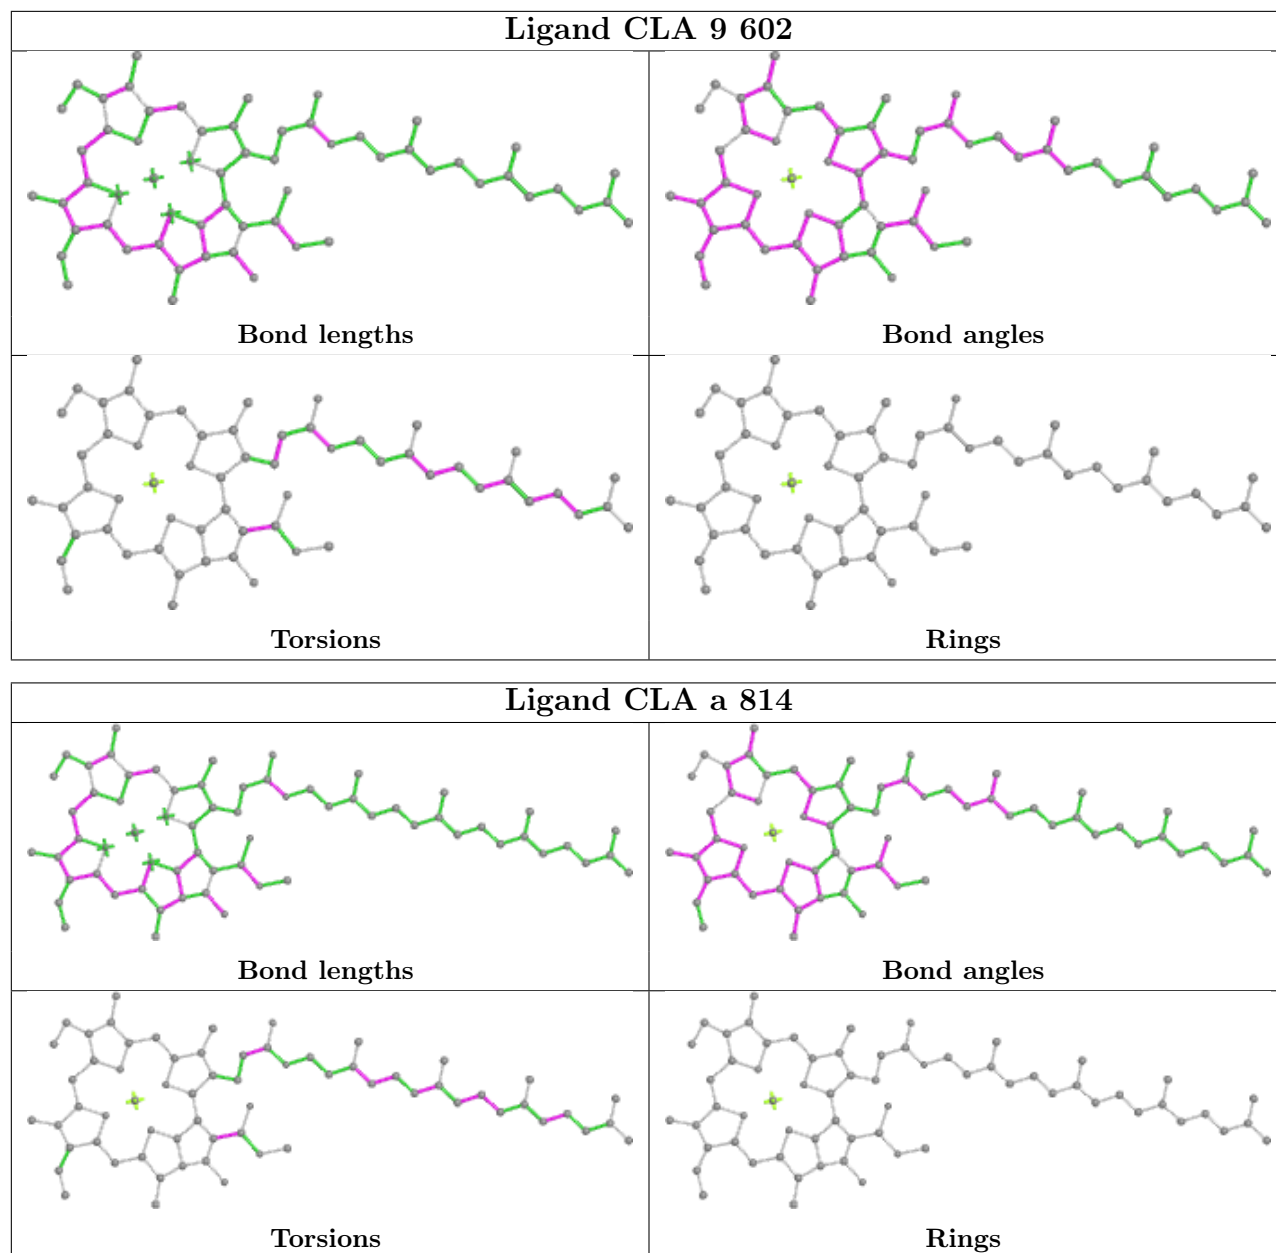 Ligand CLA 9 602
Bond lengths
Bond angles
Torsions
Rings
Ligand CLA a 814
Bond lengths
Bond angles
Torsions
Rings